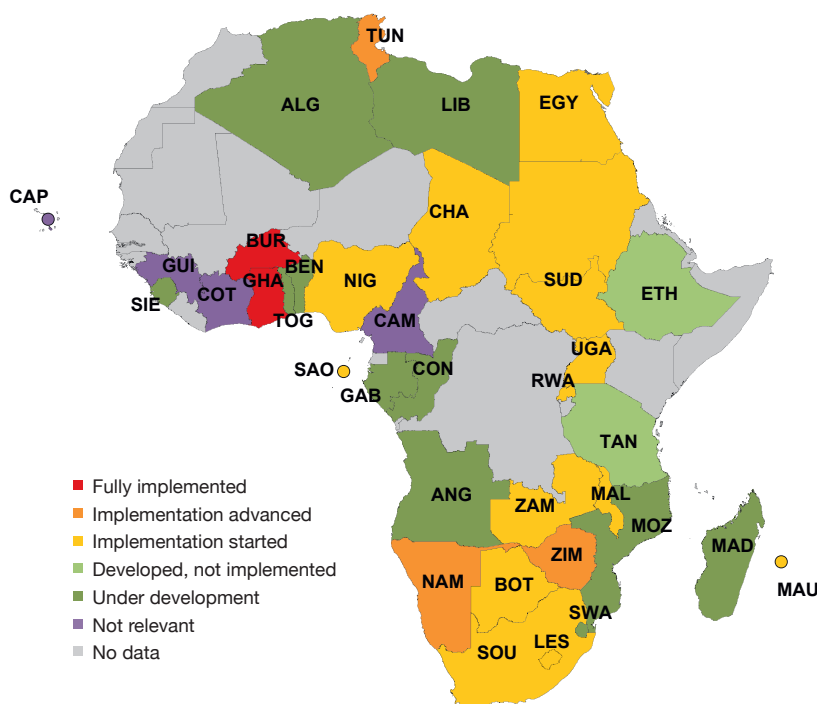 TUN
ALG
LIB
EGY
CAP
CHA
BUR
GUI
BEN
GHA
NIG
SUD
ETH
SIE
COT
TOG
CAM
UGA
SAO
CON
RWA
GAB
TAN
Fully implemented
Implementation advanced
Implementation started
Developed, not implemented
Under development
Not relevant
No data
ANG
ZAM
MAL
MOZ
MAD
ZIM
MAU
NAM
BOT
SWA
LES
SOU